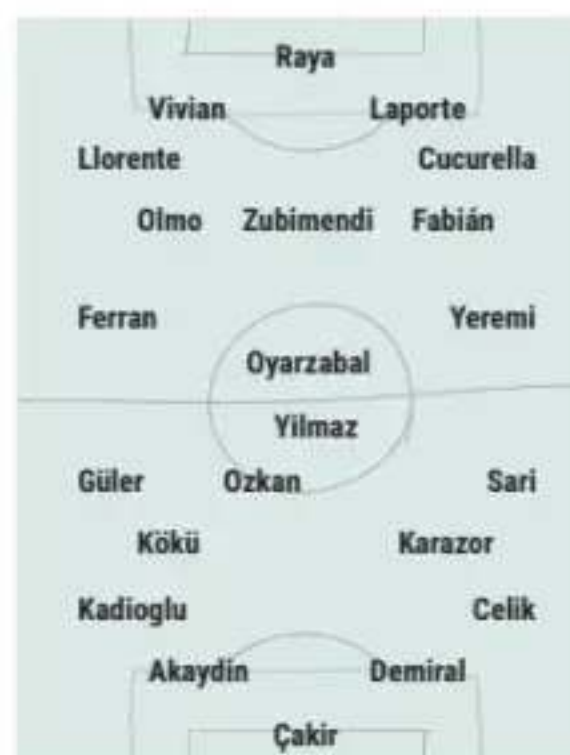 Raya
Vivian Laporte
Llorente Cucurella
Olmo Zubimendi Fabián
Ferran Yeremi
Oyarzabal
Yilmaz
Güler Ozkan Sari
Kökü Karazor
Kadioglu Celik
Akaydin Demiral
Çakir